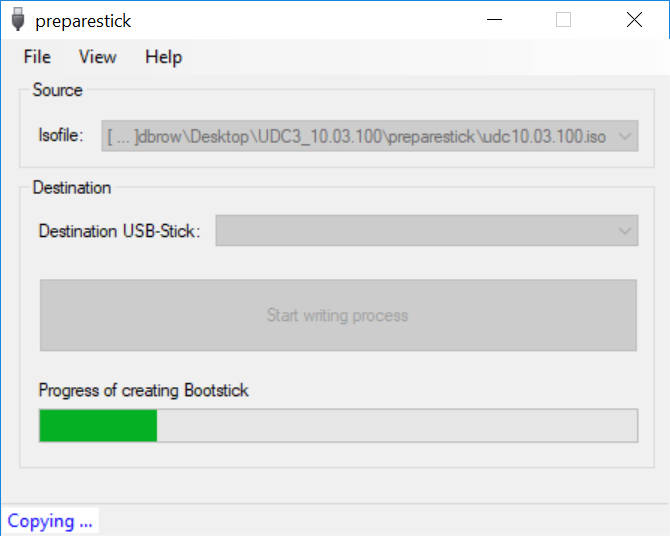 preparestick
File View Help
Source
Isofile: [ ... ]dbrow\Desktop\UDC3_10.03.100\preparestick\udc10.03.100.iso
Destination
Destination USB-Stick:
Start writing process
Progress of creating Bootstick
Copying ...